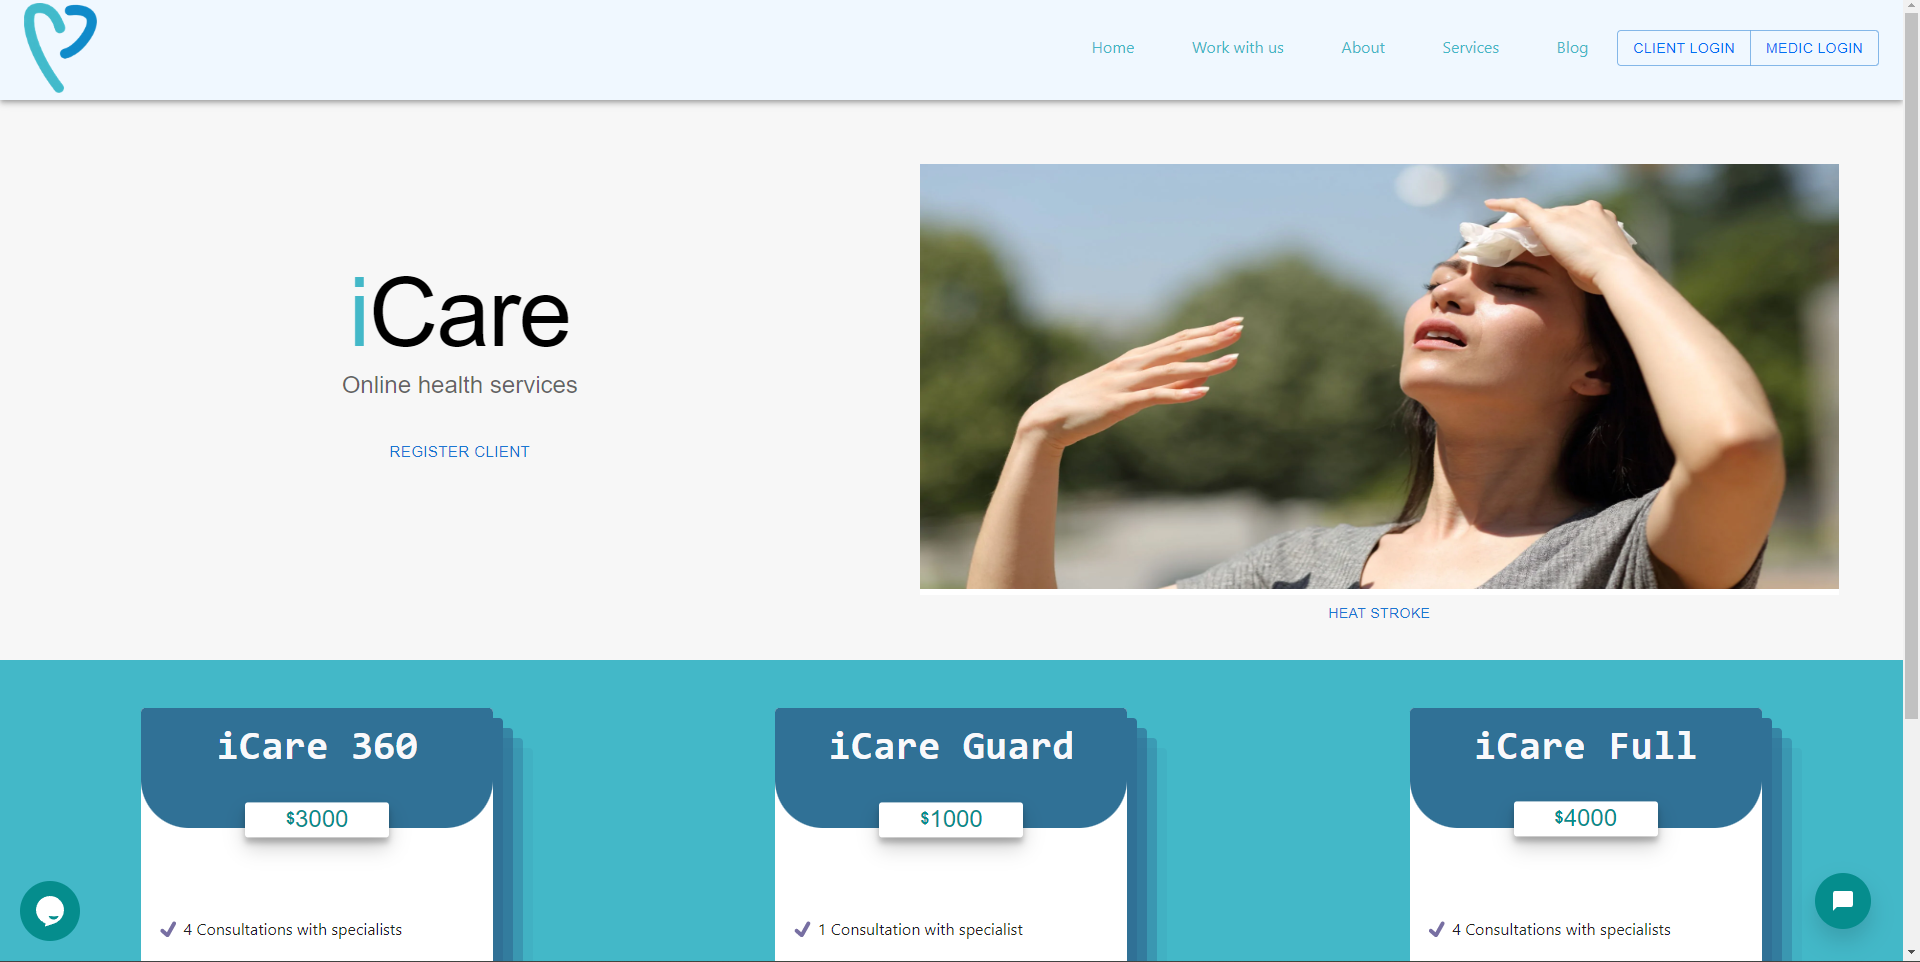 Home Work with us About Services Blog CLIENT LOGIN MEDIC LOGIN
iCare
Online health services
REGISTER CLIENT
HEAT STROKE
iCare 360
$3000
4 Consultations with specialists
iCare Guard
$1000
1 Consultation with specialist
iCare Full
$4000
4 Consultations with specialists